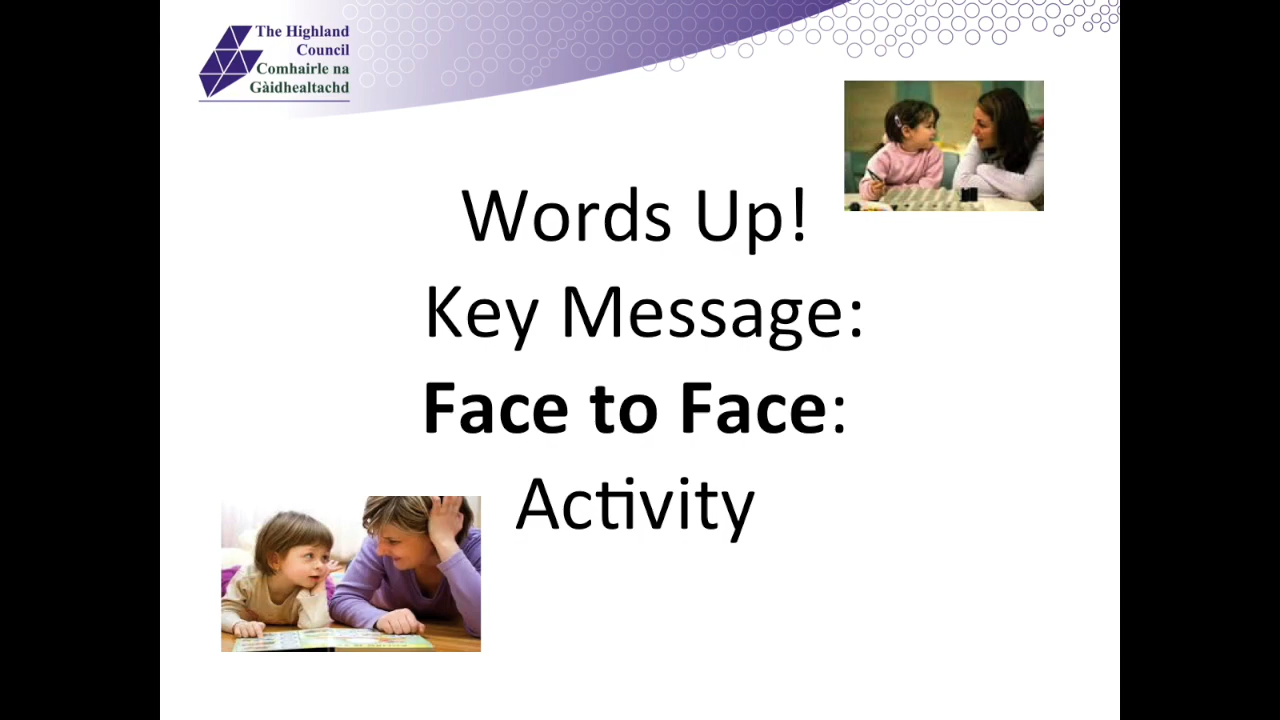 The Highland
Council
Comhairle na
Gàidhealtachd
Words Up!
Key Message:
Face to Face:
Activity